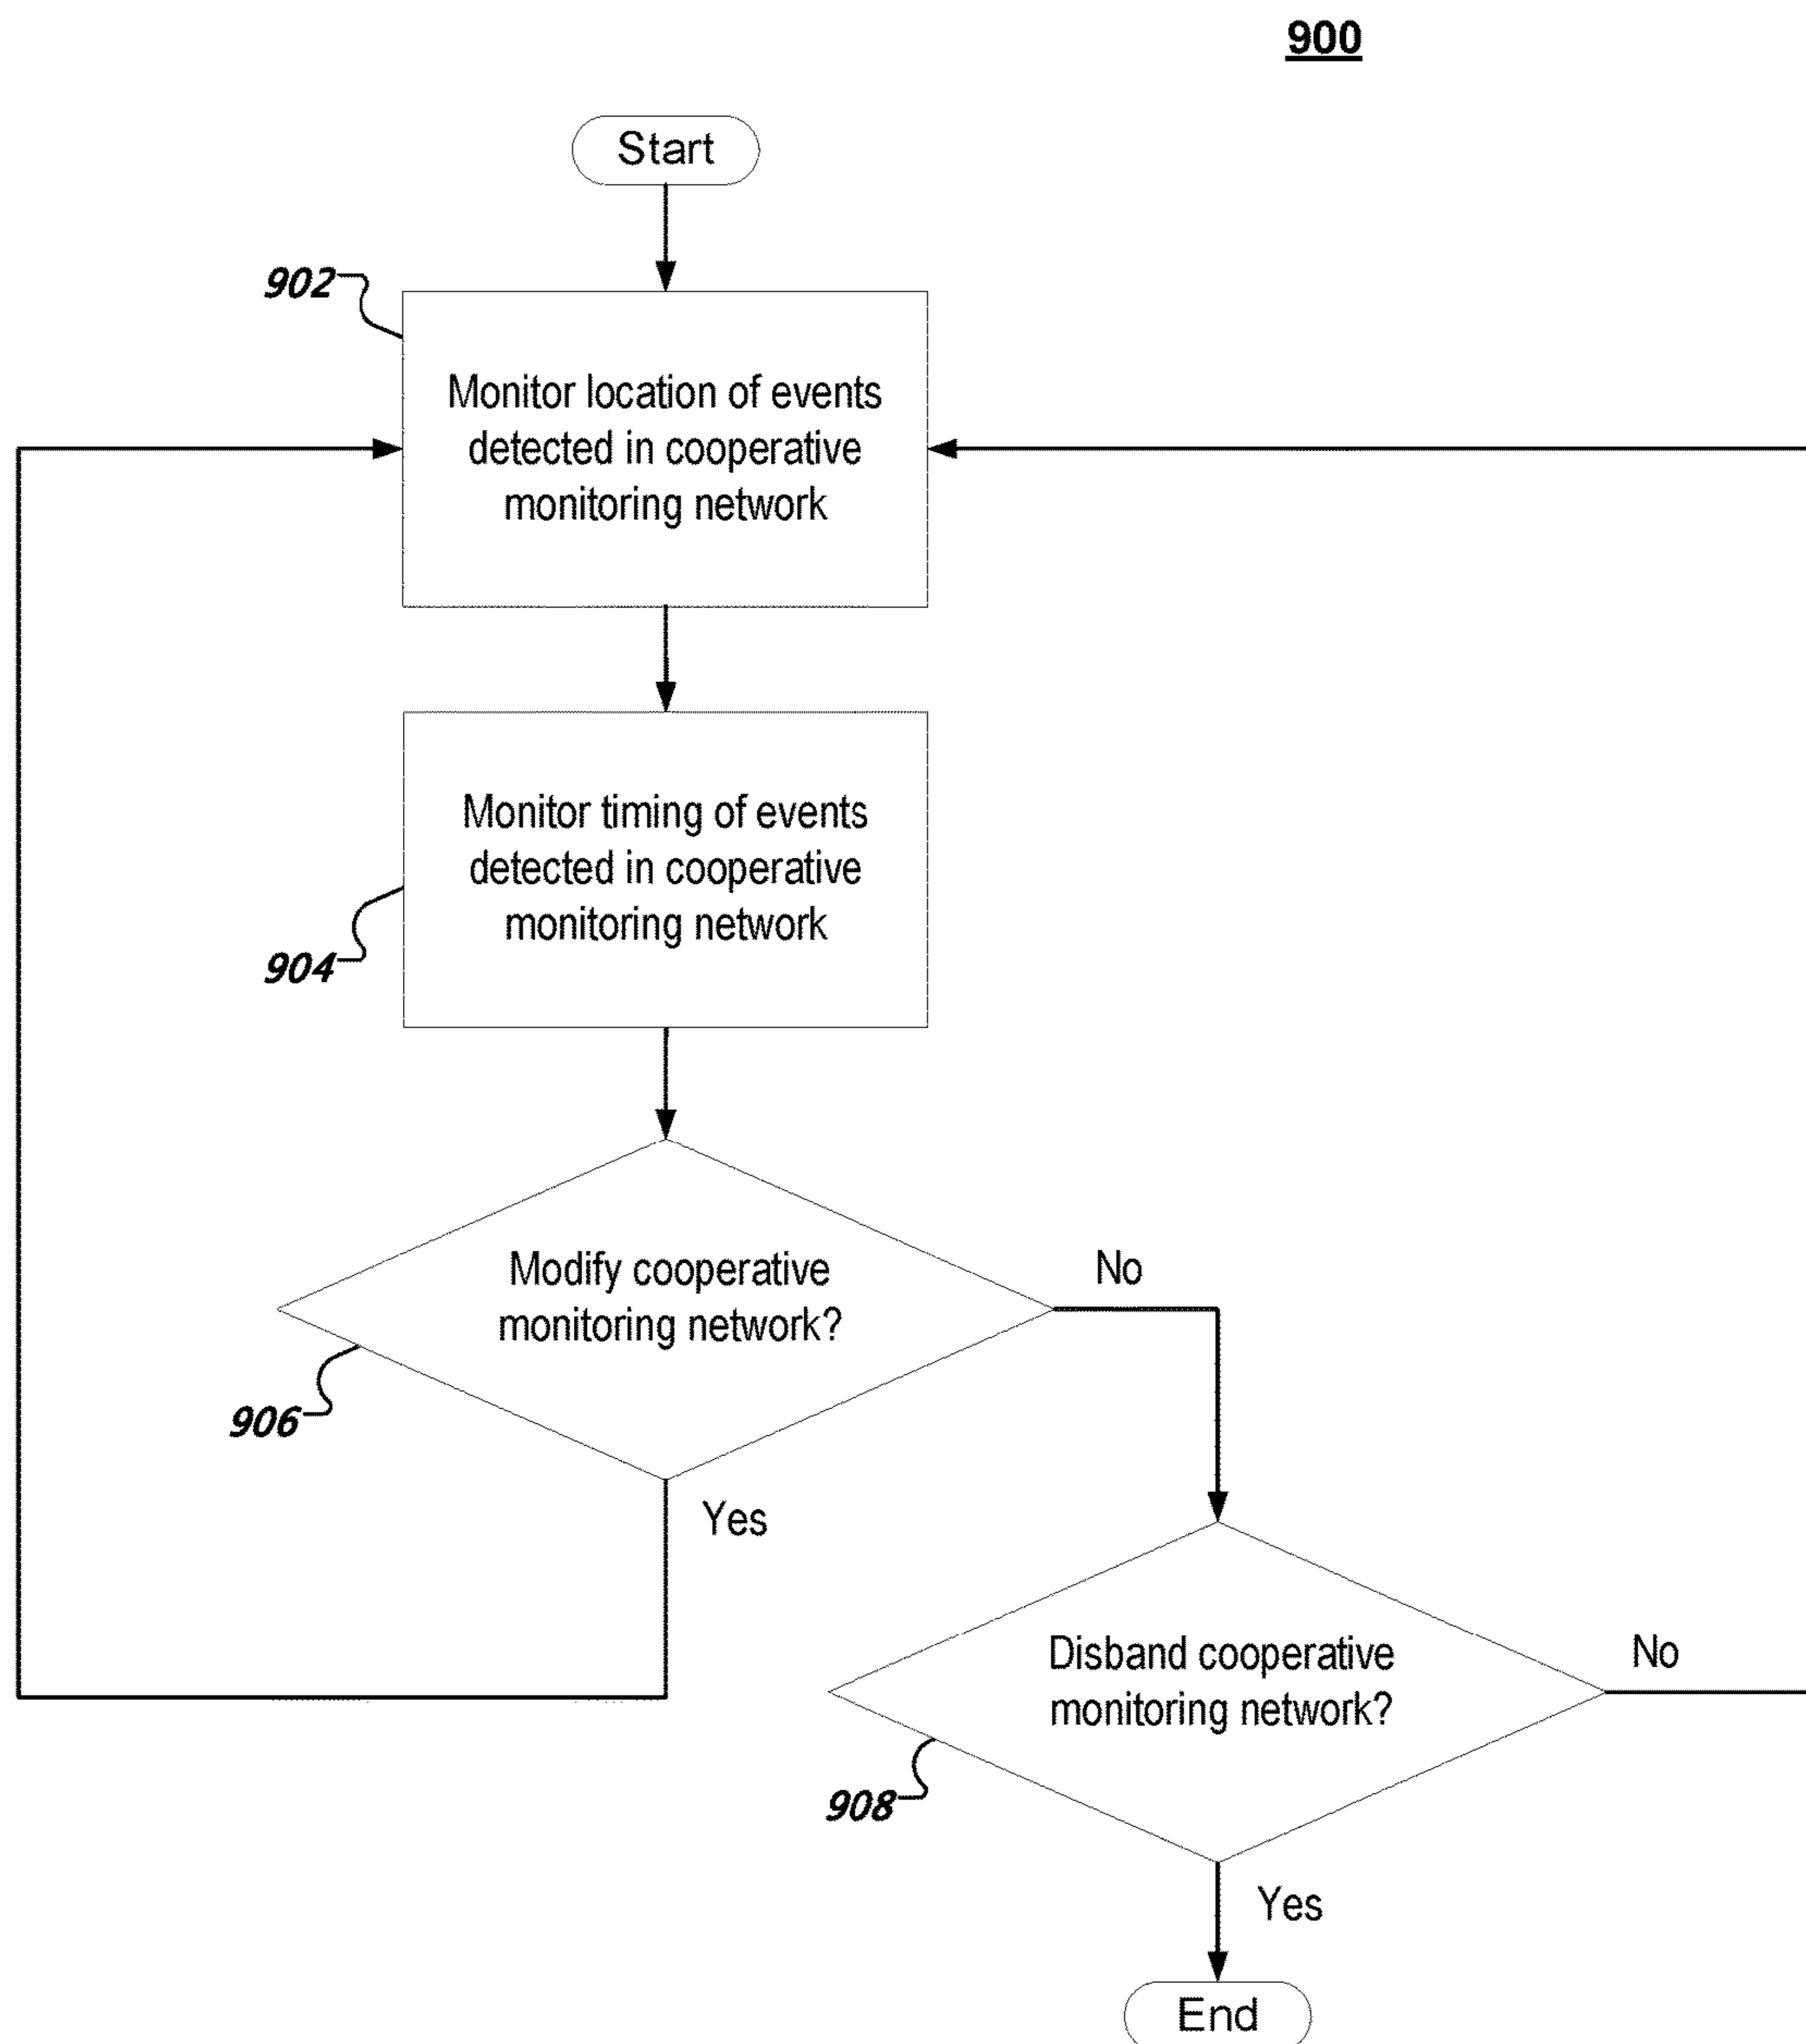 900
Start
902
Monitor location of events
detected in cooperative
monitoring network
Monitor timing of events
detected in cooperative
monitoring network
904
Modify cooperative
monitoring network?
No
906
Yes
Disband cooperative
monitoring network?
No
908
Yes
End